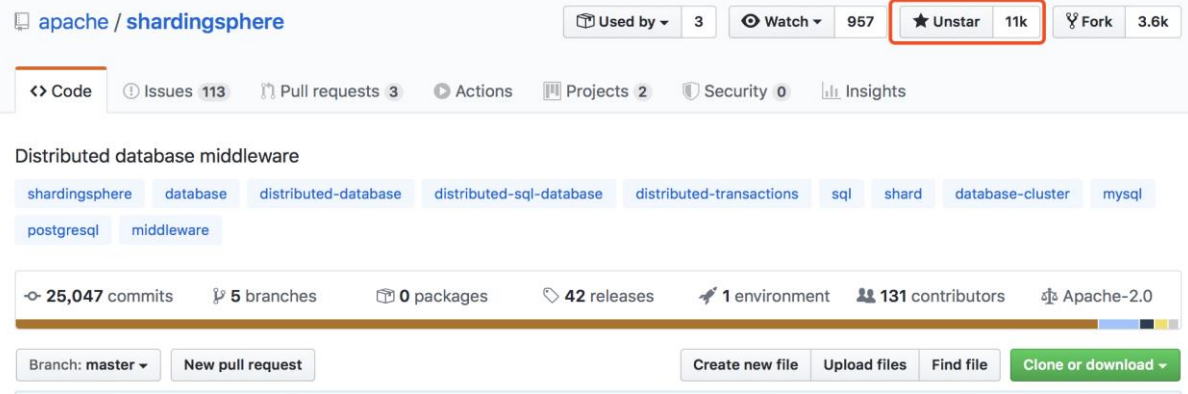 apache / shardingsphere Used by 3 Watch 957 Unstar 11k Fork 3.6k
Code Issues 113 Pull requests 3 Actions Projects 2 Security 0 Insights
Distributed database middleware
shardingsphere database distributed-database distributed-sql-database distributed-transactions sql shard database-cluster mysql
postgresql middleware
25,047 commits 5 branches 0 packages 42 releases 1 environment 131 contributors Apache-2.0
Branch: master New pull request Create new file Upload files Find file Clone or download